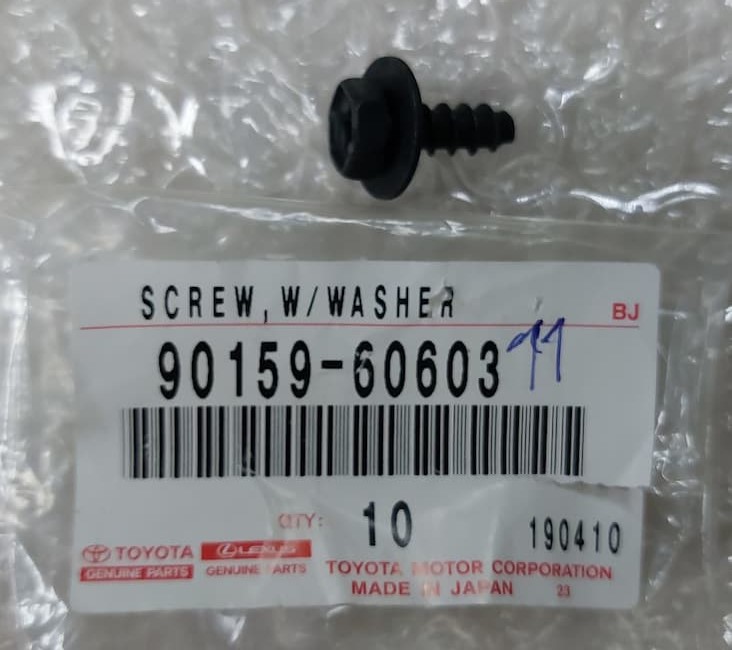 SCREW, W/WASHER
BJ
90159-60603
11
QTY: 10
190410
TOYOTA
GENUINE PARTS
LEXUS
GENUINE PARTS
TOYOTA MOTOR CORPORATION
MADE IN JAPAN 23